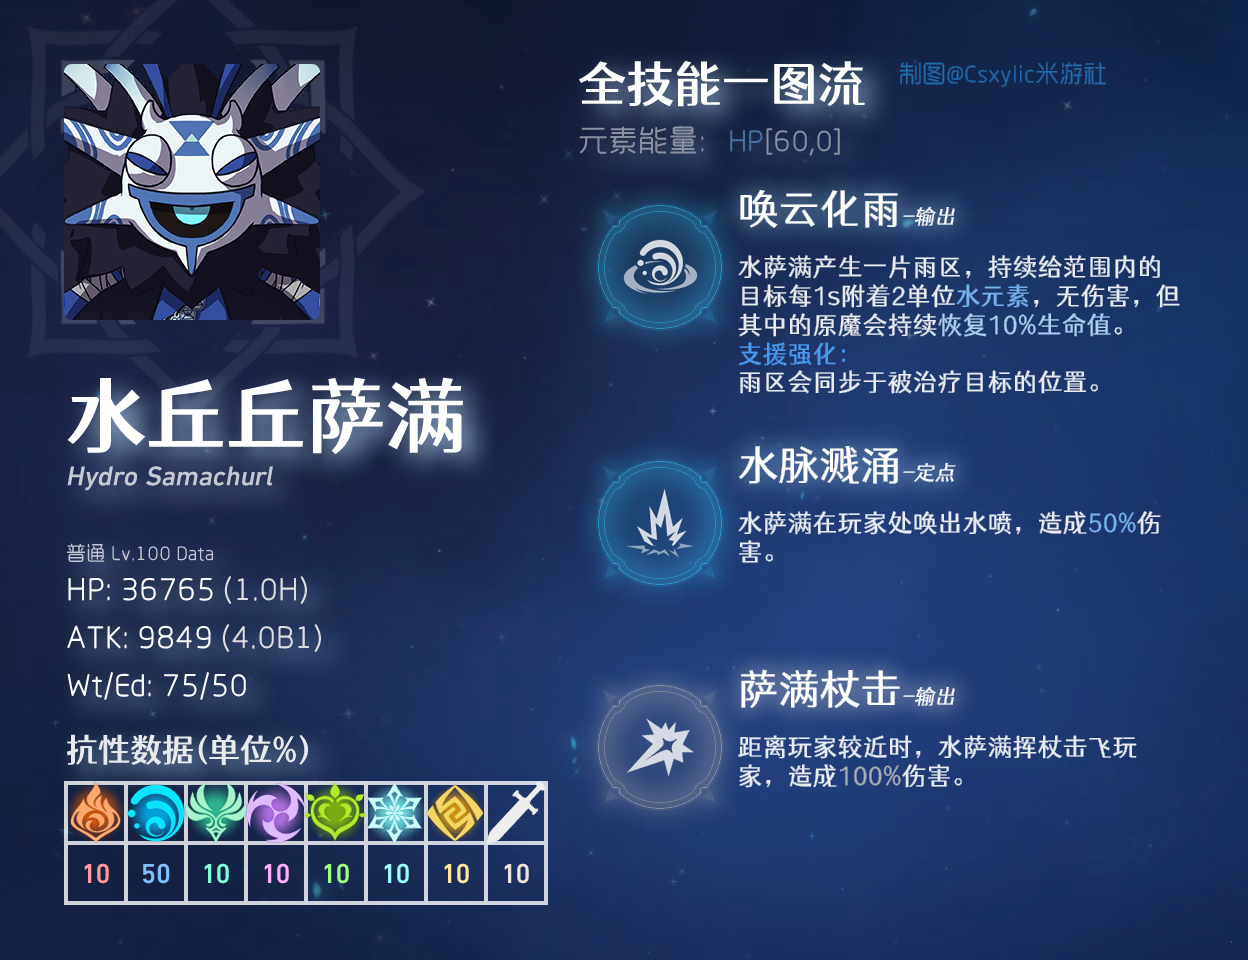 全技能一图流
制图@Csxylic米游社
元素能量: HP[60,0]
唤云化雨-输出
水萨满产生一片雨区，持续给范围内的
目标每1s附着2单位水元素，无伤害，但
其中的原魔会持续恢复10%生命值。
支援强化:
雨区会同步于被治疗目标的位置。
水丘丘萨满
Hydro Samachurl
水脉溅涌-定点
水萨满在玩家处唤出水喷，造成50%伤
害。
普通 Lv.100 Data
HP: 36765 (1.0H)
ATK: 9849 (4.0B1)
Wt/Ed: 75/50
萨满杖击-输出
距离玩家较近时，水萨满挥杖击飞玩
家，造成100%伤害。
抗性数据(单位%)
10 50 10 10 10 10 10 10